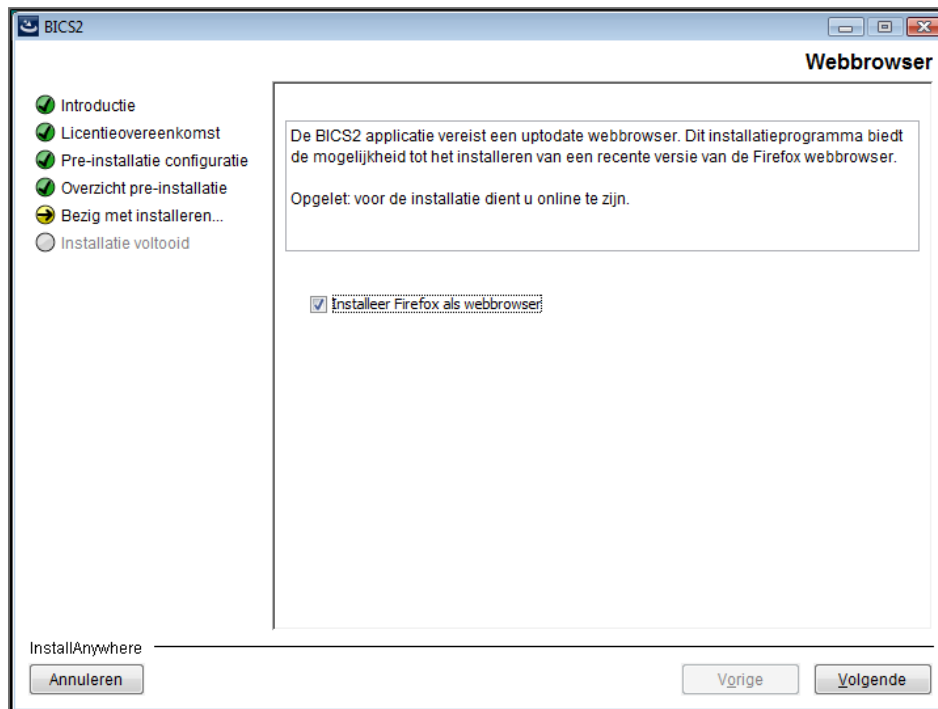 BICS2
Webbrowser
Introductie
Licentieovereenkomst
Pre-installatie configuratie
Overzicht pre-installatie
Bezig met installeren...
Installatie voltooid
De BICS2 applicatie vereist een uptodate webbrowser. Dit installatieprogramma biedt
de mogelijkheid tot het installeren van een recente versie van de Firefox webbrowser.
Opgelet: voor de installatie dient u online te zijn.
Installeer Firefox als webbrowser
InstallAnywhere
Annuleren
Vorige
Volgende